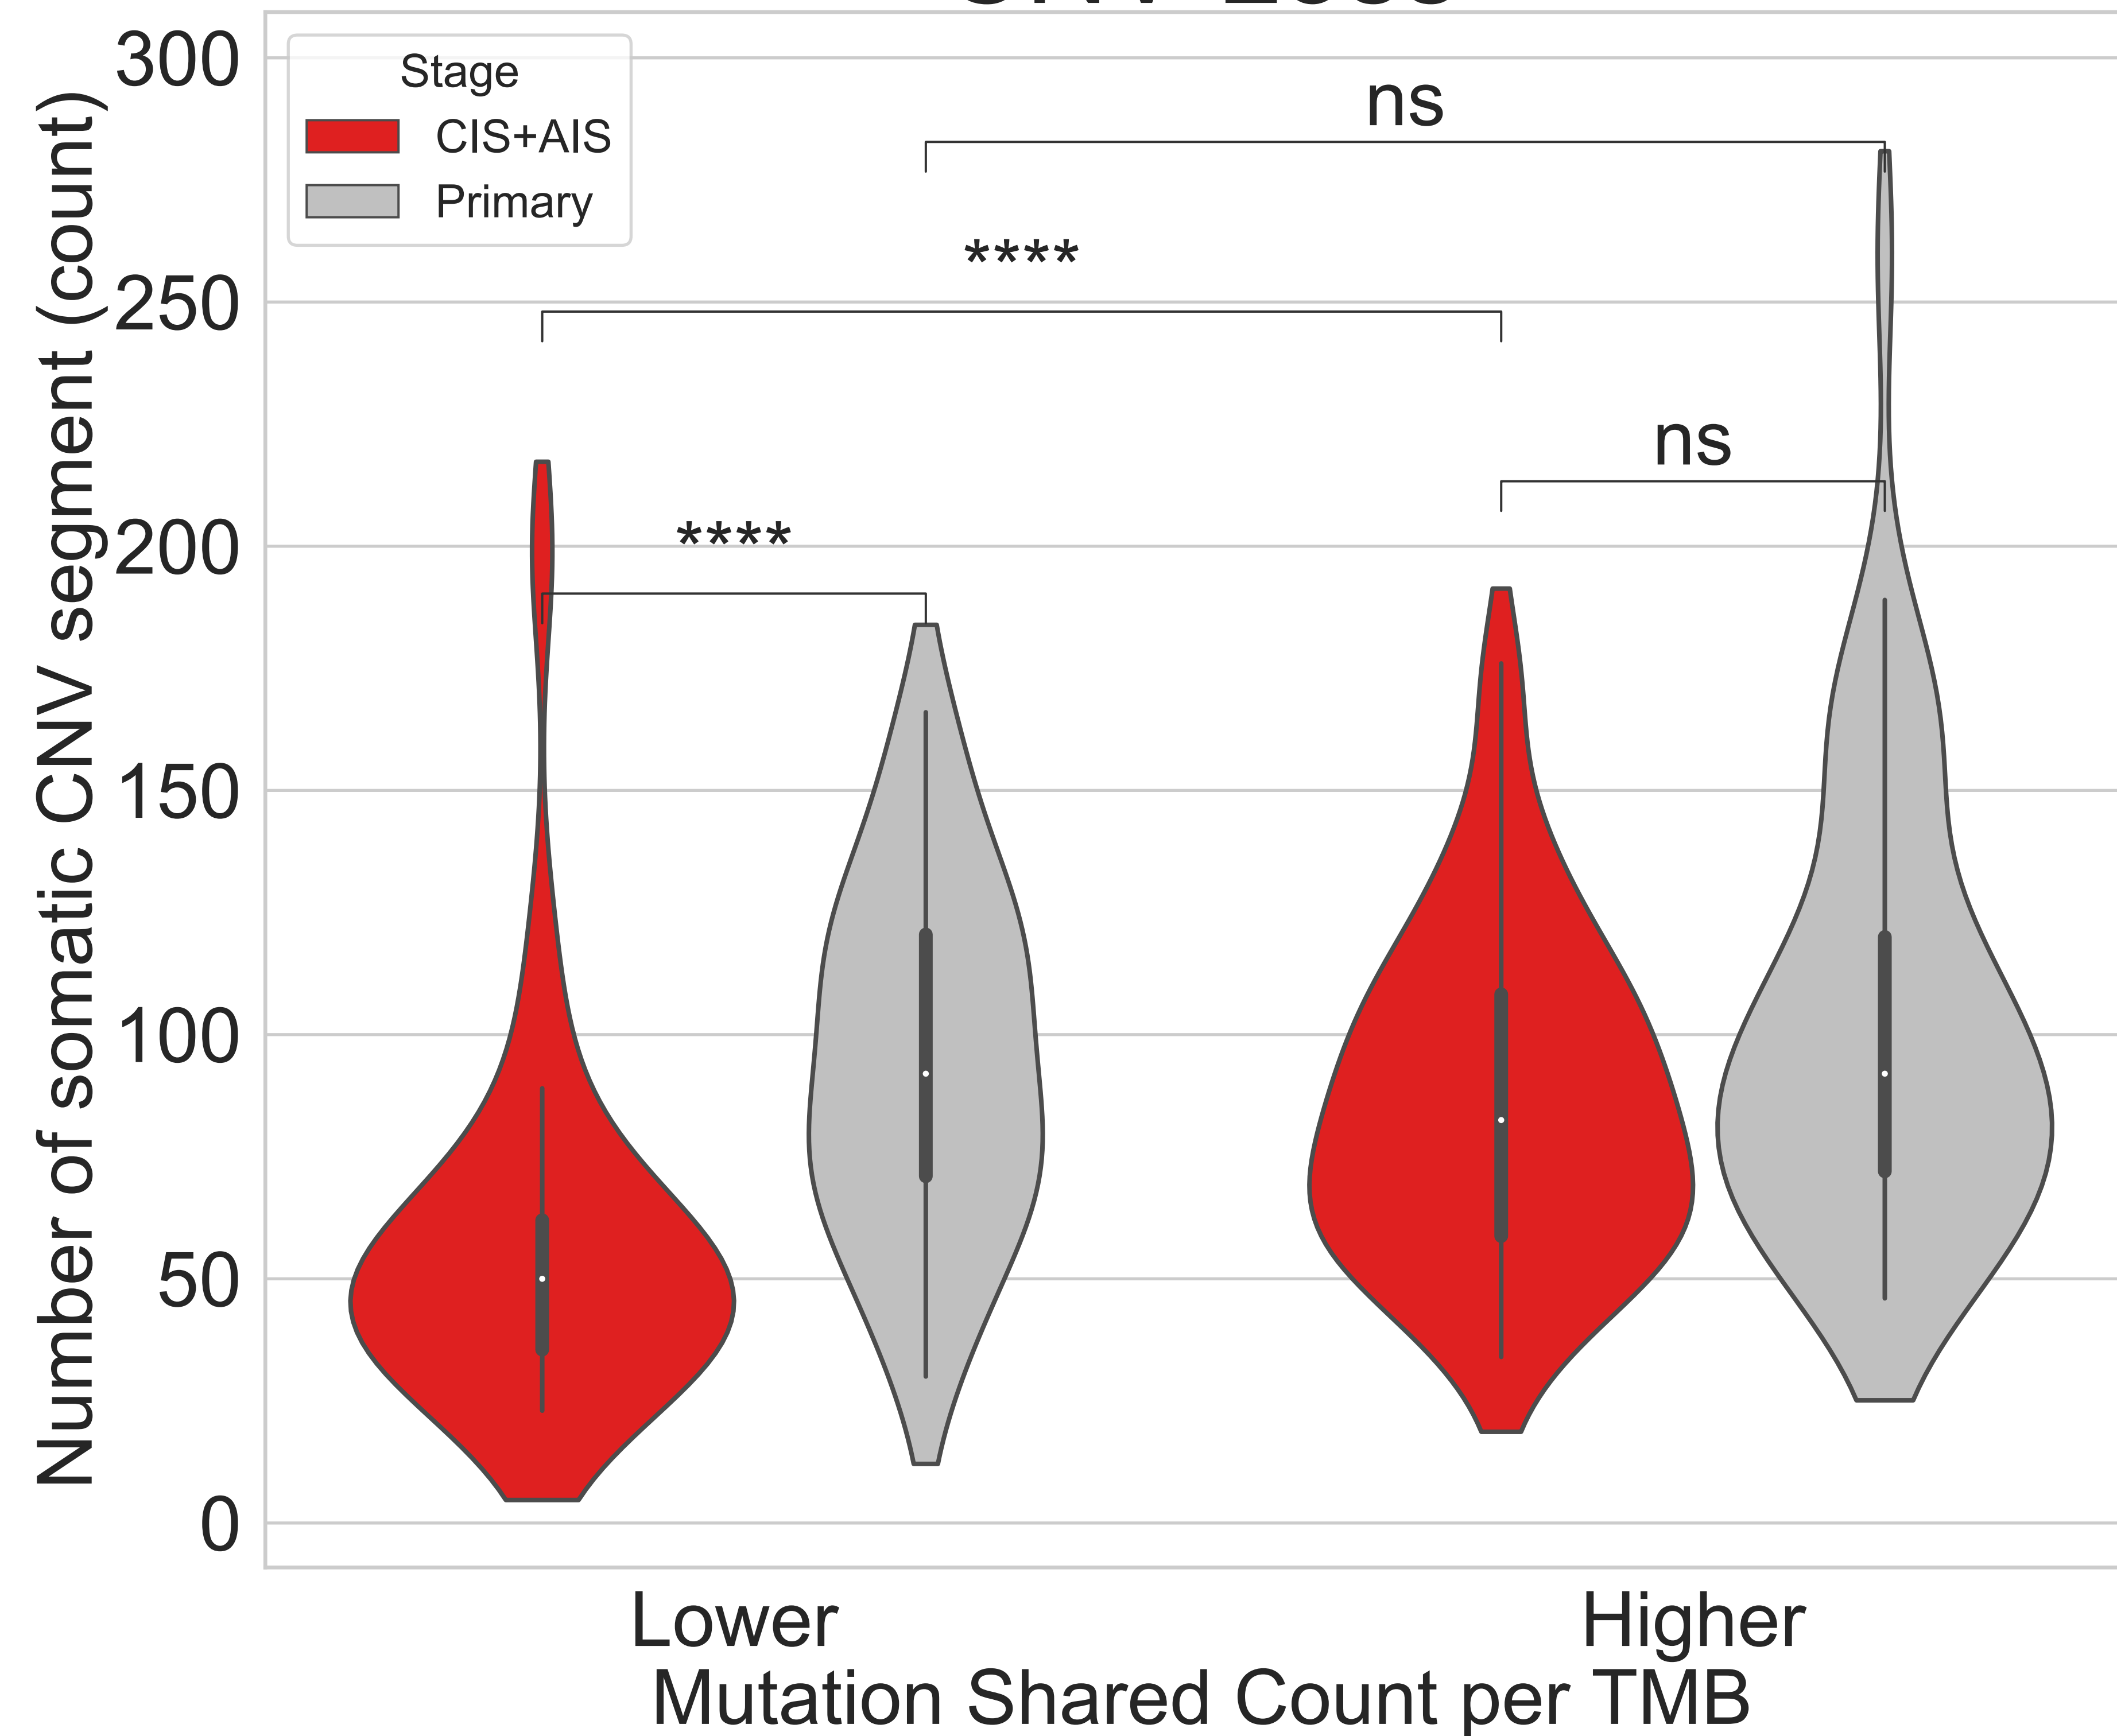 Number of somatic CNV segment (count)
300
250
200
150
100
50
0
Stage
CIS+AIS
Primary
ns
****
ns
****
Lower
Higher
Mutation Shared Count per TMB